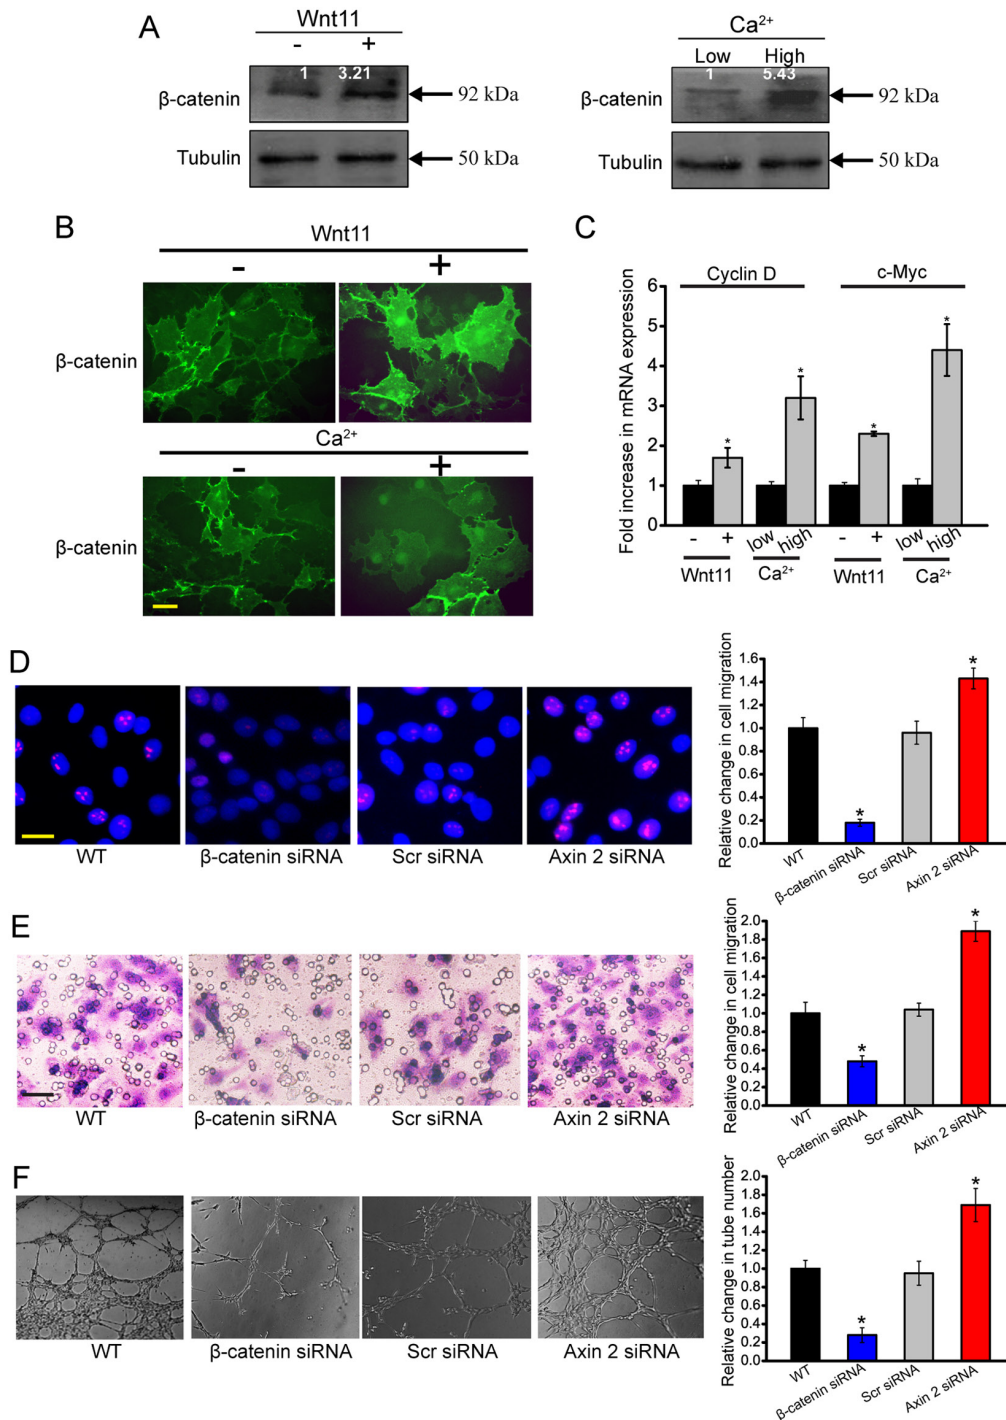 A
Wnt11
- +
1 3.21
β-catenin
92 kDa
Tubulin
50 kDa
Ca²⁺
Low High
1 5.43
β-catenin
92 kDa
Tubulin
50 kDa
B
Wnt11
- +
β-catenin
Ca²⁺
- +
β-catenin
C
Cyclin D c-Myc
Fold increase in mRNA expression
6
5
4
3
2
1
0
* * * *
- + low high - + low high
Wnt11 Ca²⁺ Wnt11 Ca²⁺
D
WT β-catenin siRNA Scr siRNA Axin 2 siRNA
Relative change in cell migration
1.6
1.4
1.2
1.0
0.8
0.6
0.4
0.2
0.0
* *
WT β-catenin siRNA Scr siRNA Axin 2 siRNA
E
WT β-catenin siRNA Scr siRNA Axin 2 siRNA
Relative change in cell migration
2.0
1.8
1.6
1.4
1.2
1.0
0.8
0.6
0.4
0.2
0.0
* *
WT β-catenin siRNA Scr siRNA Axin 2 siRNA
F
WT β-catenin siRNA Scr siRNA Axin 2 siRNA
Relative change in tube number
2.0
1.8
1.6
1.4
1.2
1.0
0.8
0.6
0.4
0.2
0.0
* *
WT β-catenin siRNA Scr siRNA Axin 2 siRNA